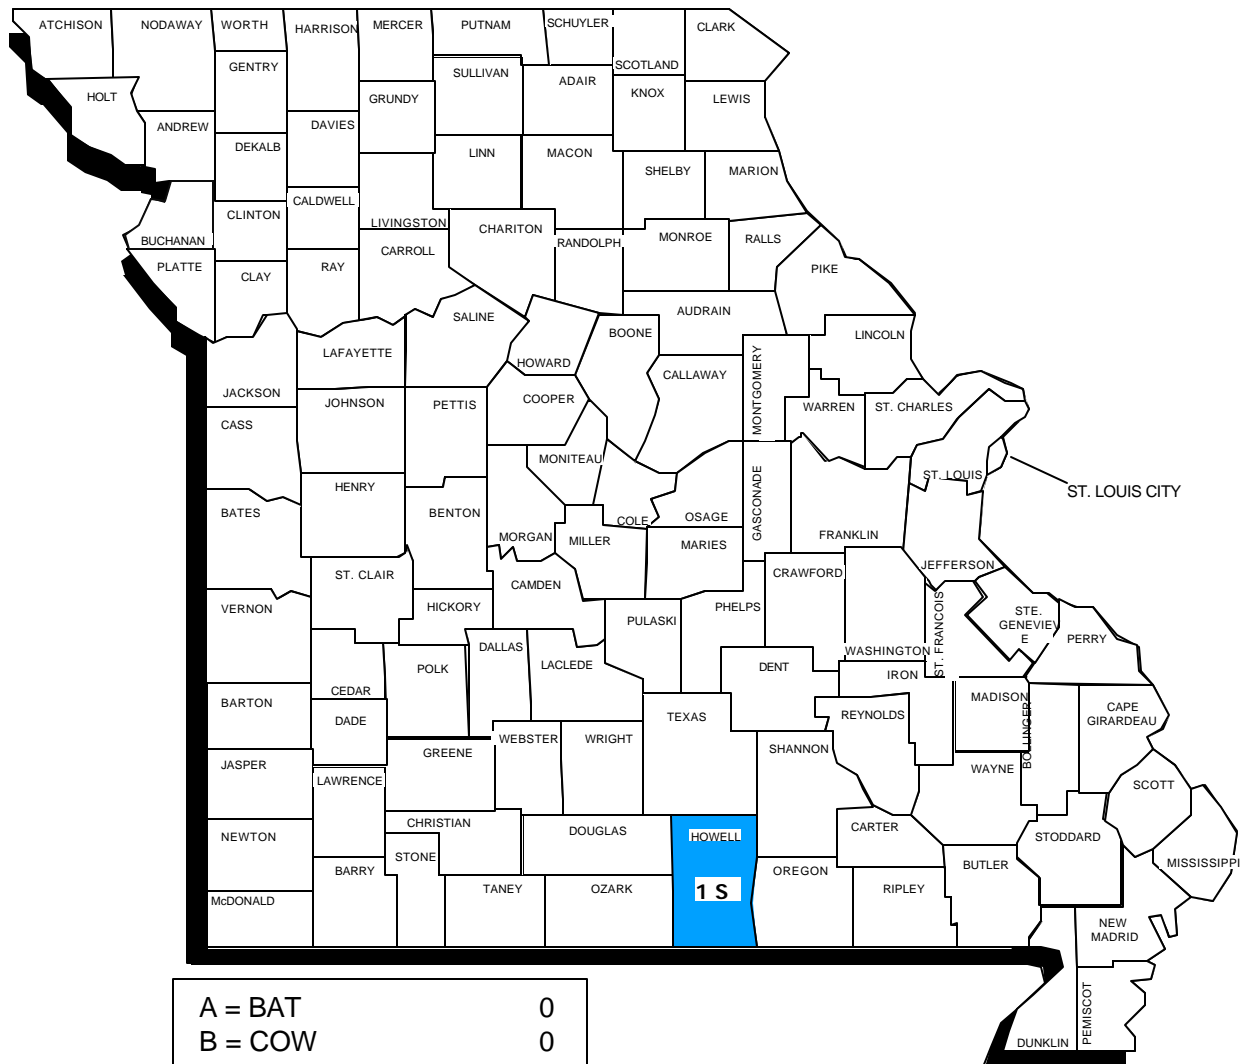 ATCHISON
NODAWAY
WORTH
HARRISON
MERCER
PUTNAM
SCHUYLER
SCOTLAND
CLARK
GENTRY
SULLIVAN
ADAIR
KNOX
LEWIS
HOLT
ANDREW
DEKALB
DAVIES
GRUNDY
LINN
MACON
SHELBY
MARION
BUCHANAN
CLINTON
CALDWELL
LIVINGSTON
CHARITON
RANDOLPH
MONROE
RALLS
PIKE
PLATTE
CLAY
RAY
CARROLL
SALINE
HOWARD
BOONE
AUDRAIN
LINCOLN
LAFAYETTE
JACKSON
JOHNSON
PETTIS
COOPER
CALLAWAY
MONTGOMERY
WARREN
ST. CHARLES
CASS
MONITEAU
ST. LOUIS
ST. LOUIS CITY
HENRY
BATES
BENTON
MORGAN
MILLER
COLE
OSAGE
GASCONADE
FRANKLIN
MARIES
JEFFERSON
ST. CLAIR
CAMDEN
CRAWFORD
VERNON
HICKORY
PULASKI
PHELPS
WASHINGTON
ST. FRANCOIS
STE.
GENEVIEV
E
PERRY
DALLAS
LACLEDE
POLK
DENT
IRON
CEDAR
BARTON
DADE
TEXAS
REYNOLDS
MADISON
BOLLINGER
CAPE
GIRARDEAU
JASPER
LAWRENCE
GREENE
WEBSTER
WRIGHT
SHANNON
WAYNE
SCOTT
NEWTON
CHRISTIAN
DOUGLAS
HOWELL
CARTER
STODDARD
MISSISSIPPI
STONE
BARRY
TANEY
OZARK
1 S
OREGON
RIPLEY
BUTLER
McDONALD
NEW
MADRID
PEMISCOT
DUNKLIN
A = BAT 0
B = COW 0